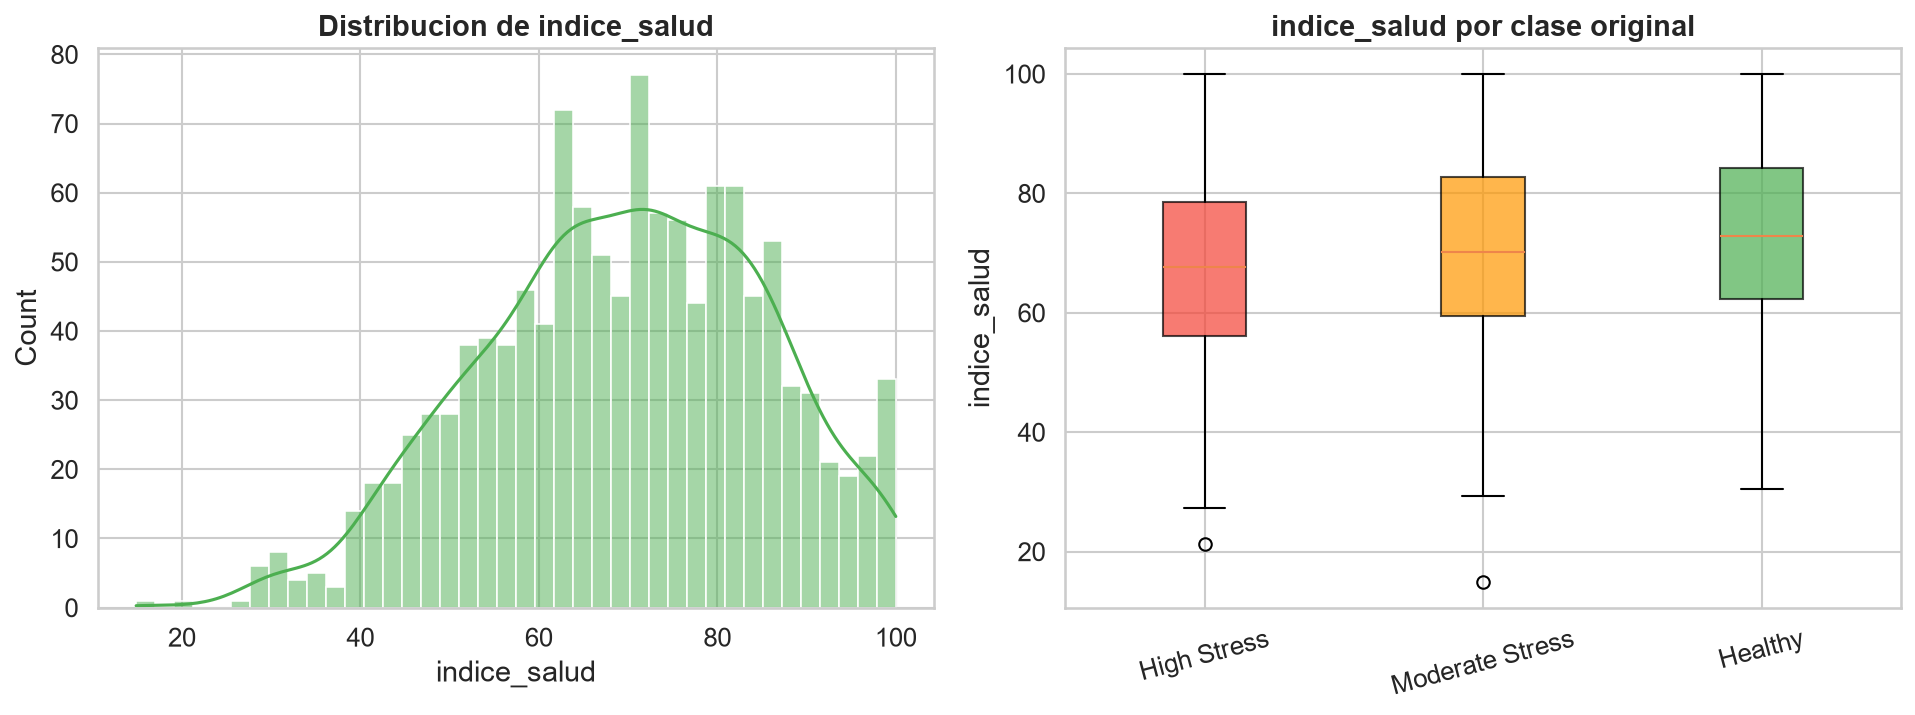 Distribucion de indice_salud
80
70
60
50
40
30
20
10
0
Count
20 40 60 80 100
indice_salud
indice_salud por clase original
100
80
60
40
20
indice_salud
High Stress
Moderate Stress
Healthy